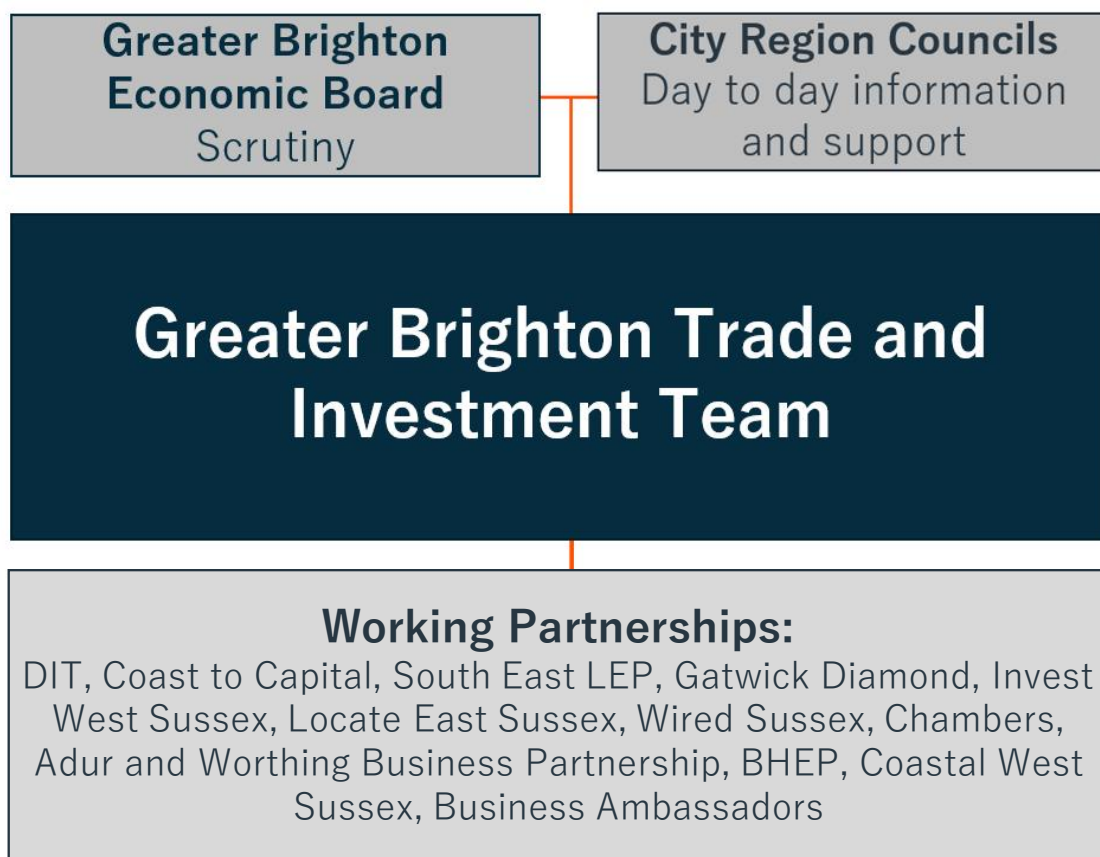 Greater Brighton
Economic Board
Scrutiny
City Region Councils
Day to day information
and support
Greater Brighton Trade and
Investment Team
Working Partnerships:
DIT, Coast to Capital, South East LEP, Gatwick Diamond, Invest
West Sussex, Locate East Sussex, Wired Sussex, Chambers,
Adur and Worthing Business Partnership, BHEP, Coastal West
Sussex, Business Ambassadors